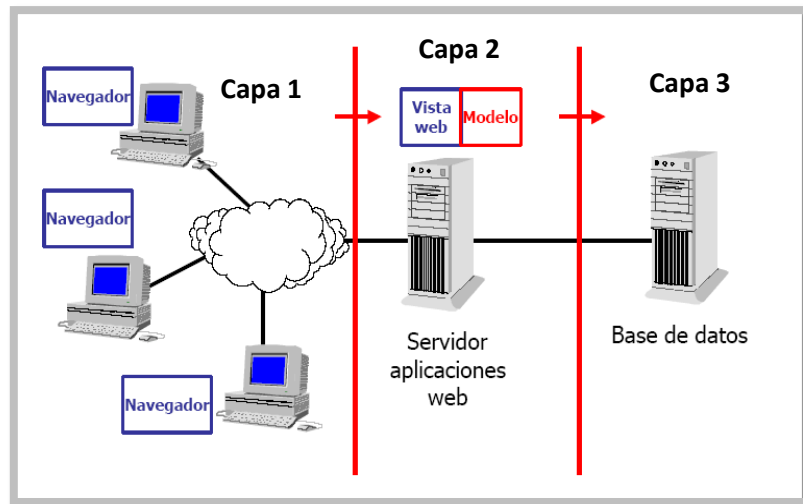 Capa 1
Navegador
Navegador
Navegador
Capa 2
Vista
web
Modelo
Servidor
aplicaciones
web
Capa 3
Base de datos